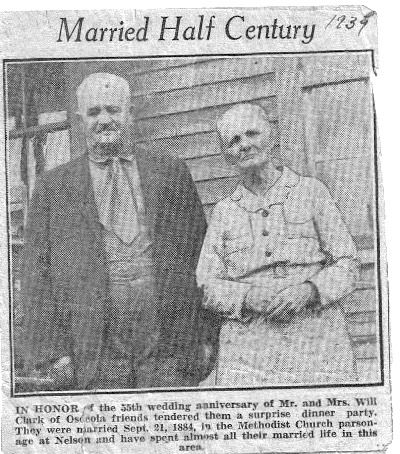 Married Half Century
1939
IN HONOR of the 55th wedding anniversary of Mr. and Mrs. Will
Clark of Osceola friends tendered them a surprise dinner party.
They were married Sept. 21, 1884, in the Methodist Church parson-
age at Nelson and have spent almost all their married life in this
area.